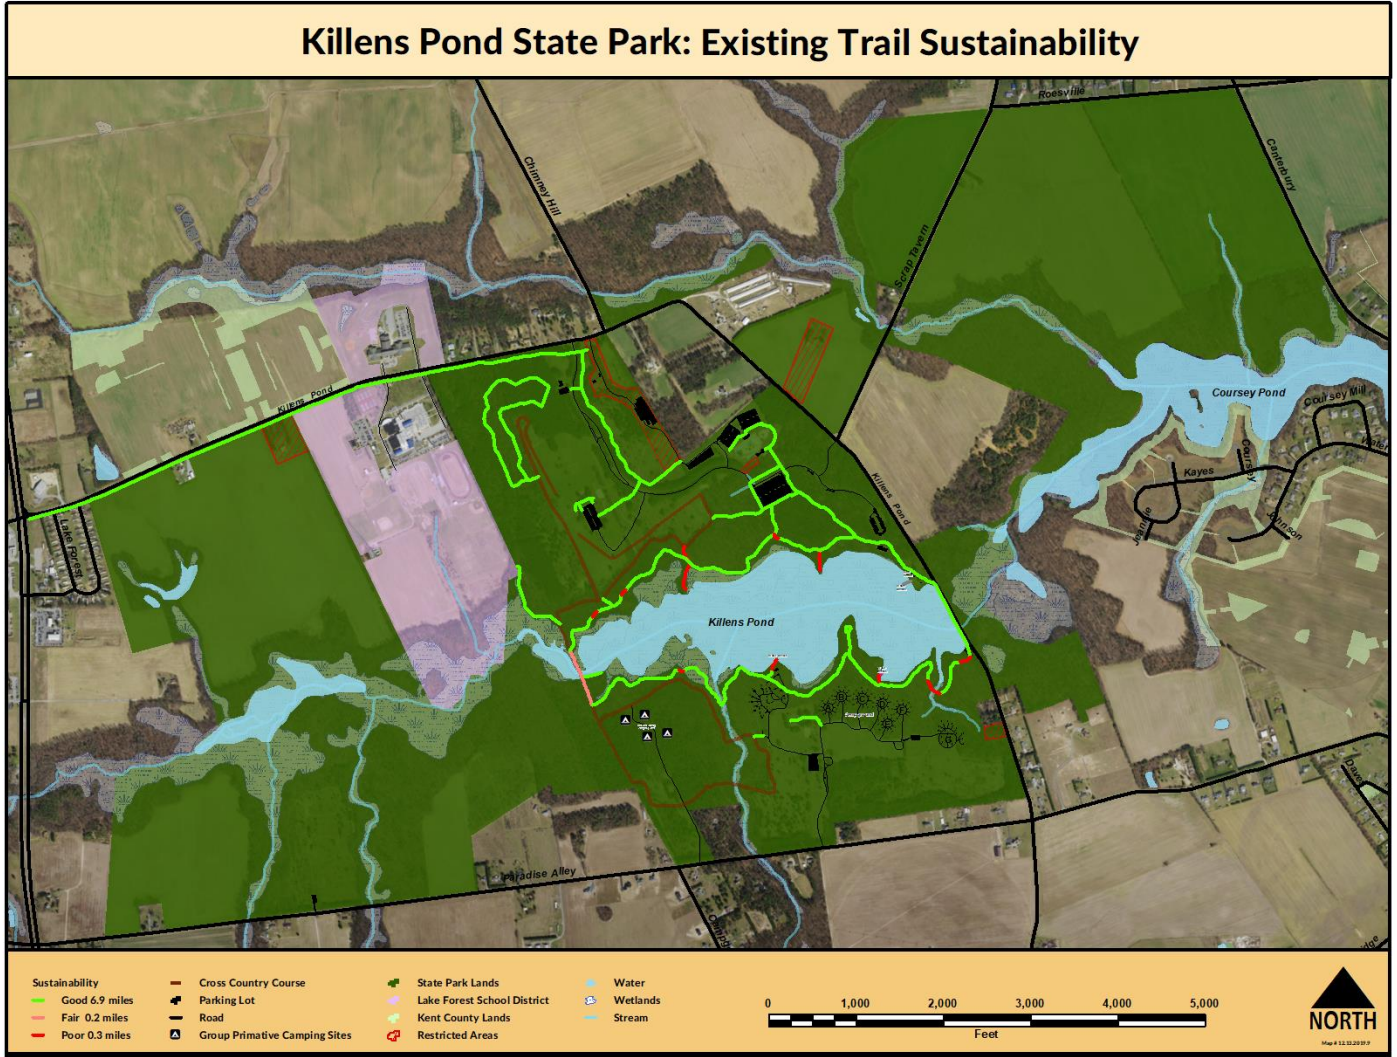 Killens Pond State Park: Existing Trail Sustainability
Roesville
Canterbury
Chimney Hill
Scrap Tavern
Killens Pond
Coursey Pond
Coursey Mill
Kayes
Coursey
Jeannie
Johnson
Killens Pond
Lake Forest
Killens Pond
Paradise Alley
Sustainability
Good 6.9 miles
Fair 0.2 miles
Poor 0.3 miles
Cross Country Course
Parking Lot
Road
Group Primative Camping Sites
State Park Lands
Lake Forest School District
Kent County Lands
Restricted Areas
Water
Wetlands
Stream
0 1,000 2,000 3,000 4,000 5,000
Feet
NORTH